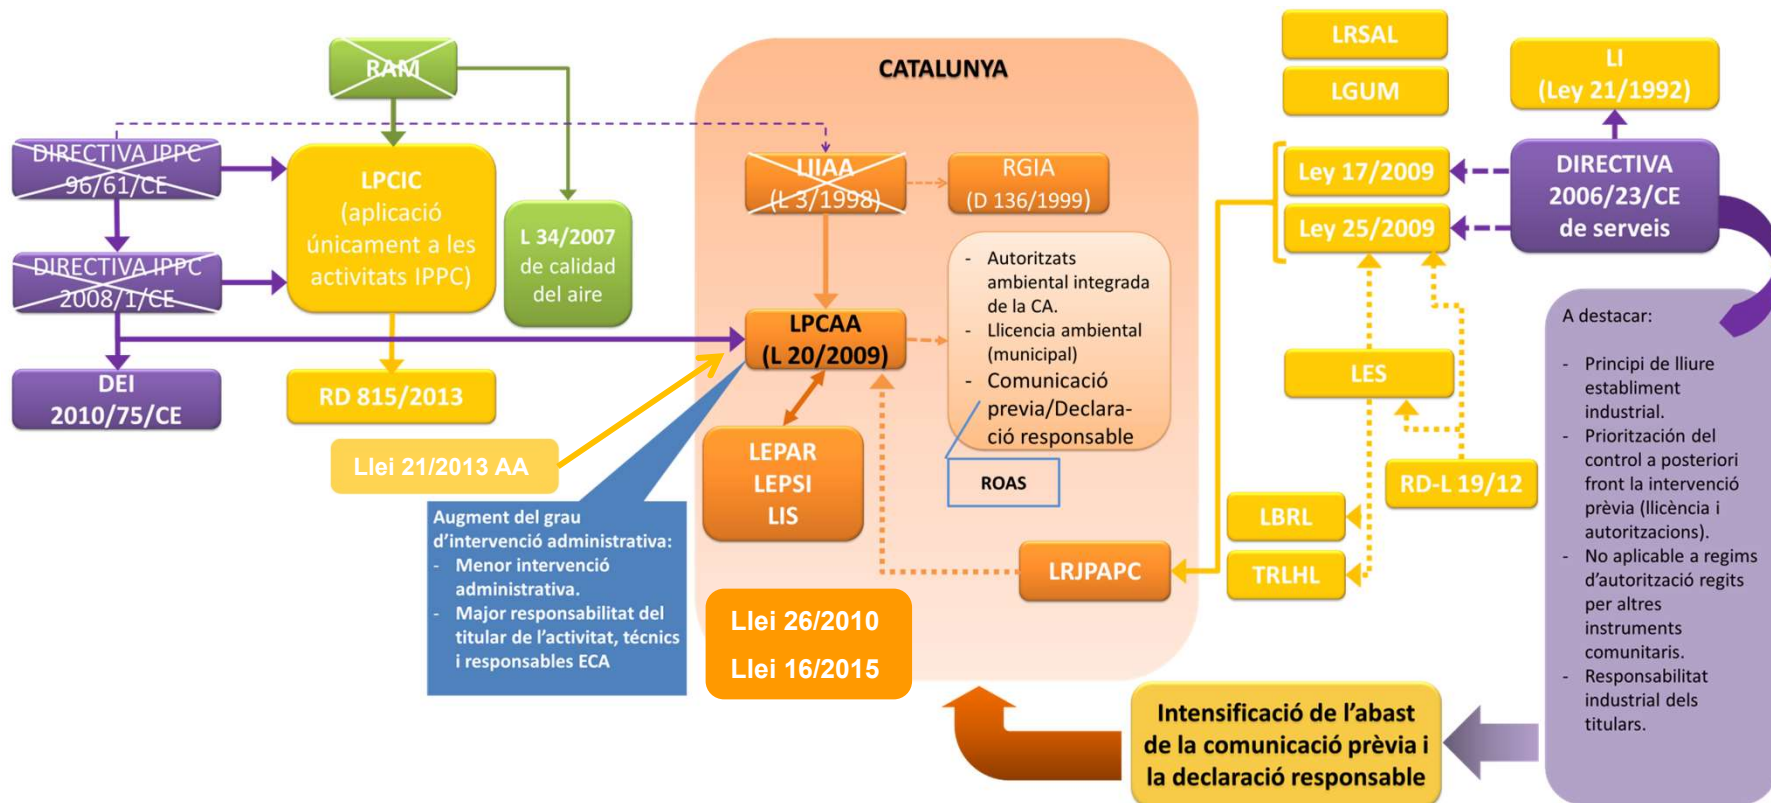 RAM
DIRECTIVA IPPC
96/61/CE
DIRECTIVA IPPC
2008/1/CE
DEI
2010/75/CE
LPCIC
(aplicació
únicament a les
activitats IPPC)
RD 815/2013
L 34/2007
de calidad
del aire
Llei 21/2013 AA
Augment del grau
d’intervenció administrativa:
- Menor intervenció
administrativa.
- Major responsabilitat del
titular de l’activitat, técnics
i responsables ECA
CATALUNYA
LIIAA
(L 3/1998)
RGIA
(D 136/1999)
LPCAA
(L 20/2009)
- Autoritzats
ambiental integrada
de la CA.
- Llicencia ambiental
(municipal)
- Comunicació
previa/Declara-
ció responsable
ROAS
LEPAR
LEPSI
LIS
LRJPAPC
Llei 26/2010
Llei 16/2015
LRSAL
LGUM
Ley 17/2009
Ley 25/2009
LES
RD-L 19/12
LBRL
TRLHL
LI
(Ley 21/1992)
DIRECTIVA
2006/23/CE
de serveis
A destacar:
- Principi de lliure
establiment
industrial.
- Priorització​n del
control a posteriori
front la intervenció
prèvia (llicència i
autoritzacions).
- No aplicable a regims
d’autorització regits
per altres
instruments
comunitaris.
- Responsabilitat
industrial dels
titulars.
Intensificació de l’abast
de la comunicació prèvia i
la declaració responsable